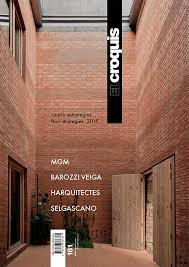 EL croquis
cuatro estrategias
four strategies 2015
MGM
BAROZZI VEIGA
HARQUITECTES
SELGASCANO
181